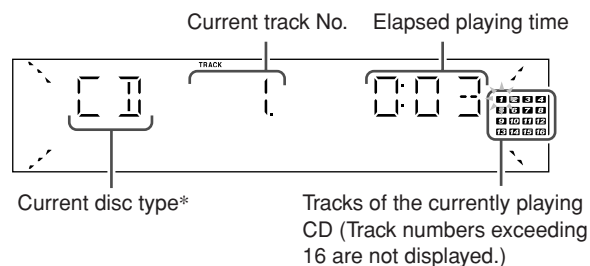 Current track No. Elapsed playing time
TRACK
CD 1. 0:03
1 2 3 4
5 6 7 8
9 10 11 12
13 14 15 16
Current disc type*
Tracks of the currently playing
CD (Track numbers exceeding
16 are not displayed.)